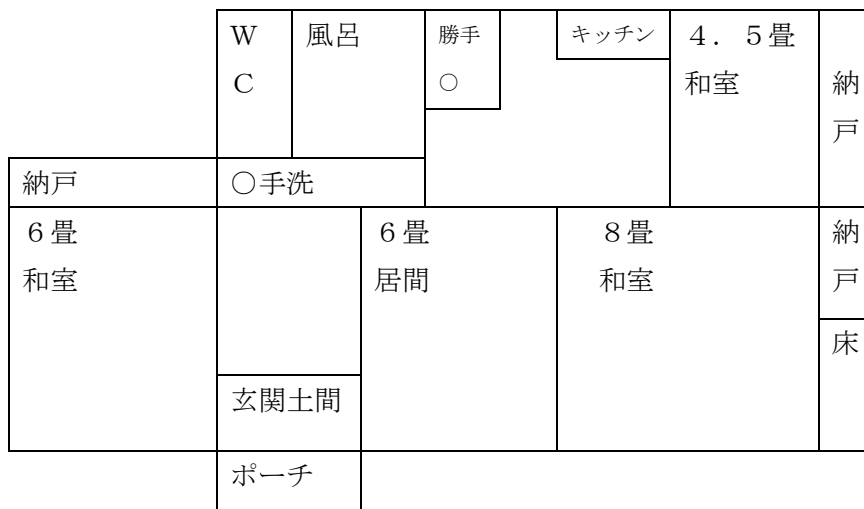 WC
風呂
勝手
○
キッチン
4.5畳
和室
納戸
納戸
○手洗
6畳
和室
6畳
居間
8畳
和室
納戸
床
玄関土間
ポーチ